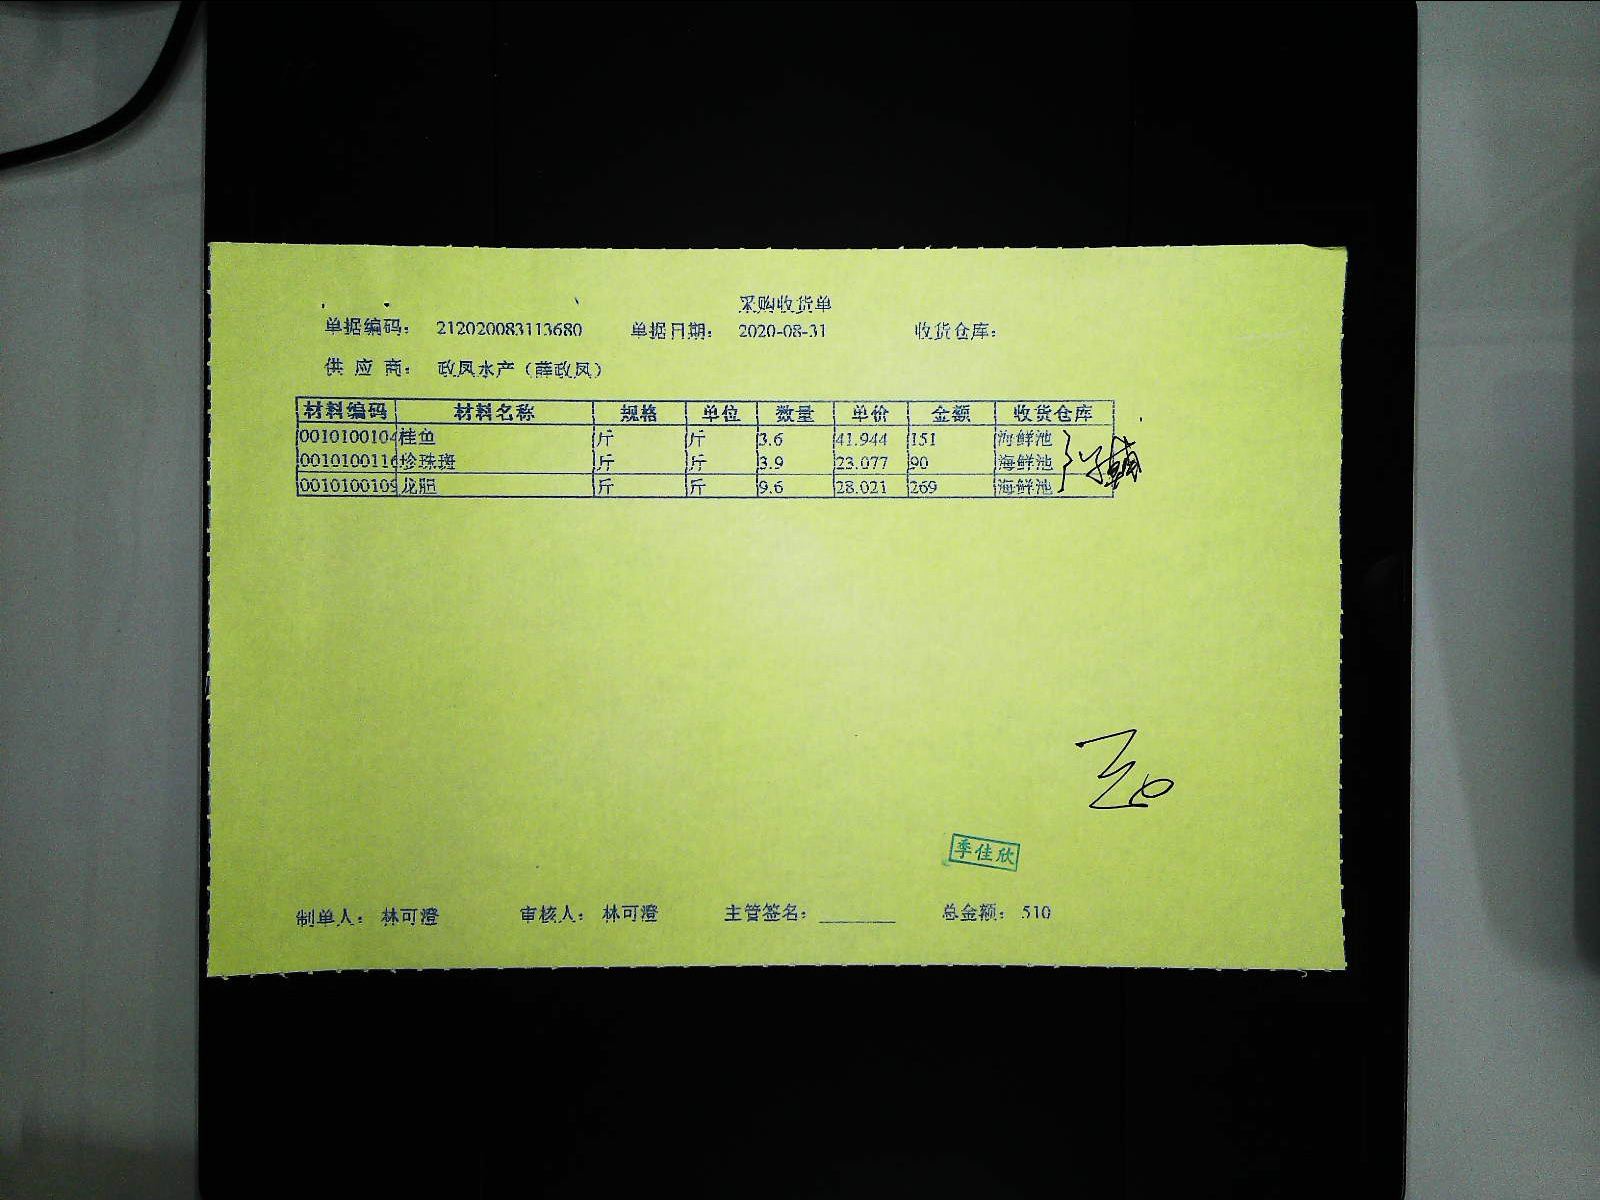 采购收货单
单据编码： 212020083113680 单据日期： 2020-08-31 收货仓库：
供应商： 政凤水产（薛政凤）
材料编码 材料名称 规格 单位 数量 单价 金额 收货仓库
0010100104 桂鱼 斤 斤 3.6 41.944 151 海鲜池
0010100116 珍珠斑 斤 斤 3.9 23.077 90 海鲜池
0010100109 龙胆 斤 斤 9.6 28.021 269 海鲜池
季佳欣
制单人： 林可澄 审核人： 林可澄 主管签名： 总金额： 510